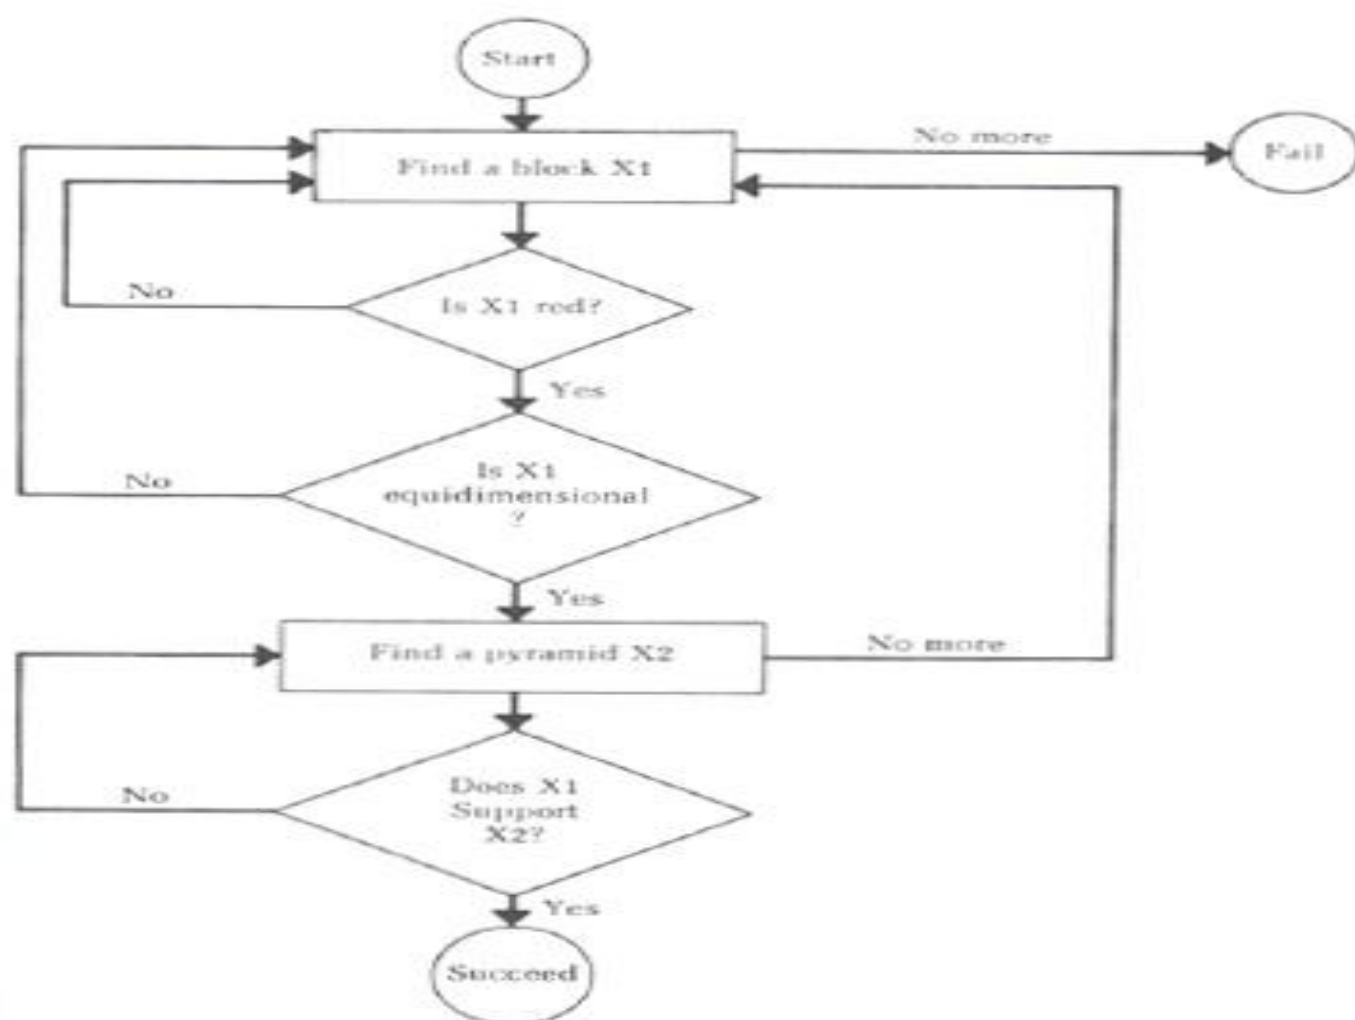 Start
No more
Fail
Find a block X1
No
Is X1 red?
Yes
No
Is X1
equidimensional
?
Yes
Find a pyramid X2
No more
No
Does X1
Support
X2?
Yes
Succeed